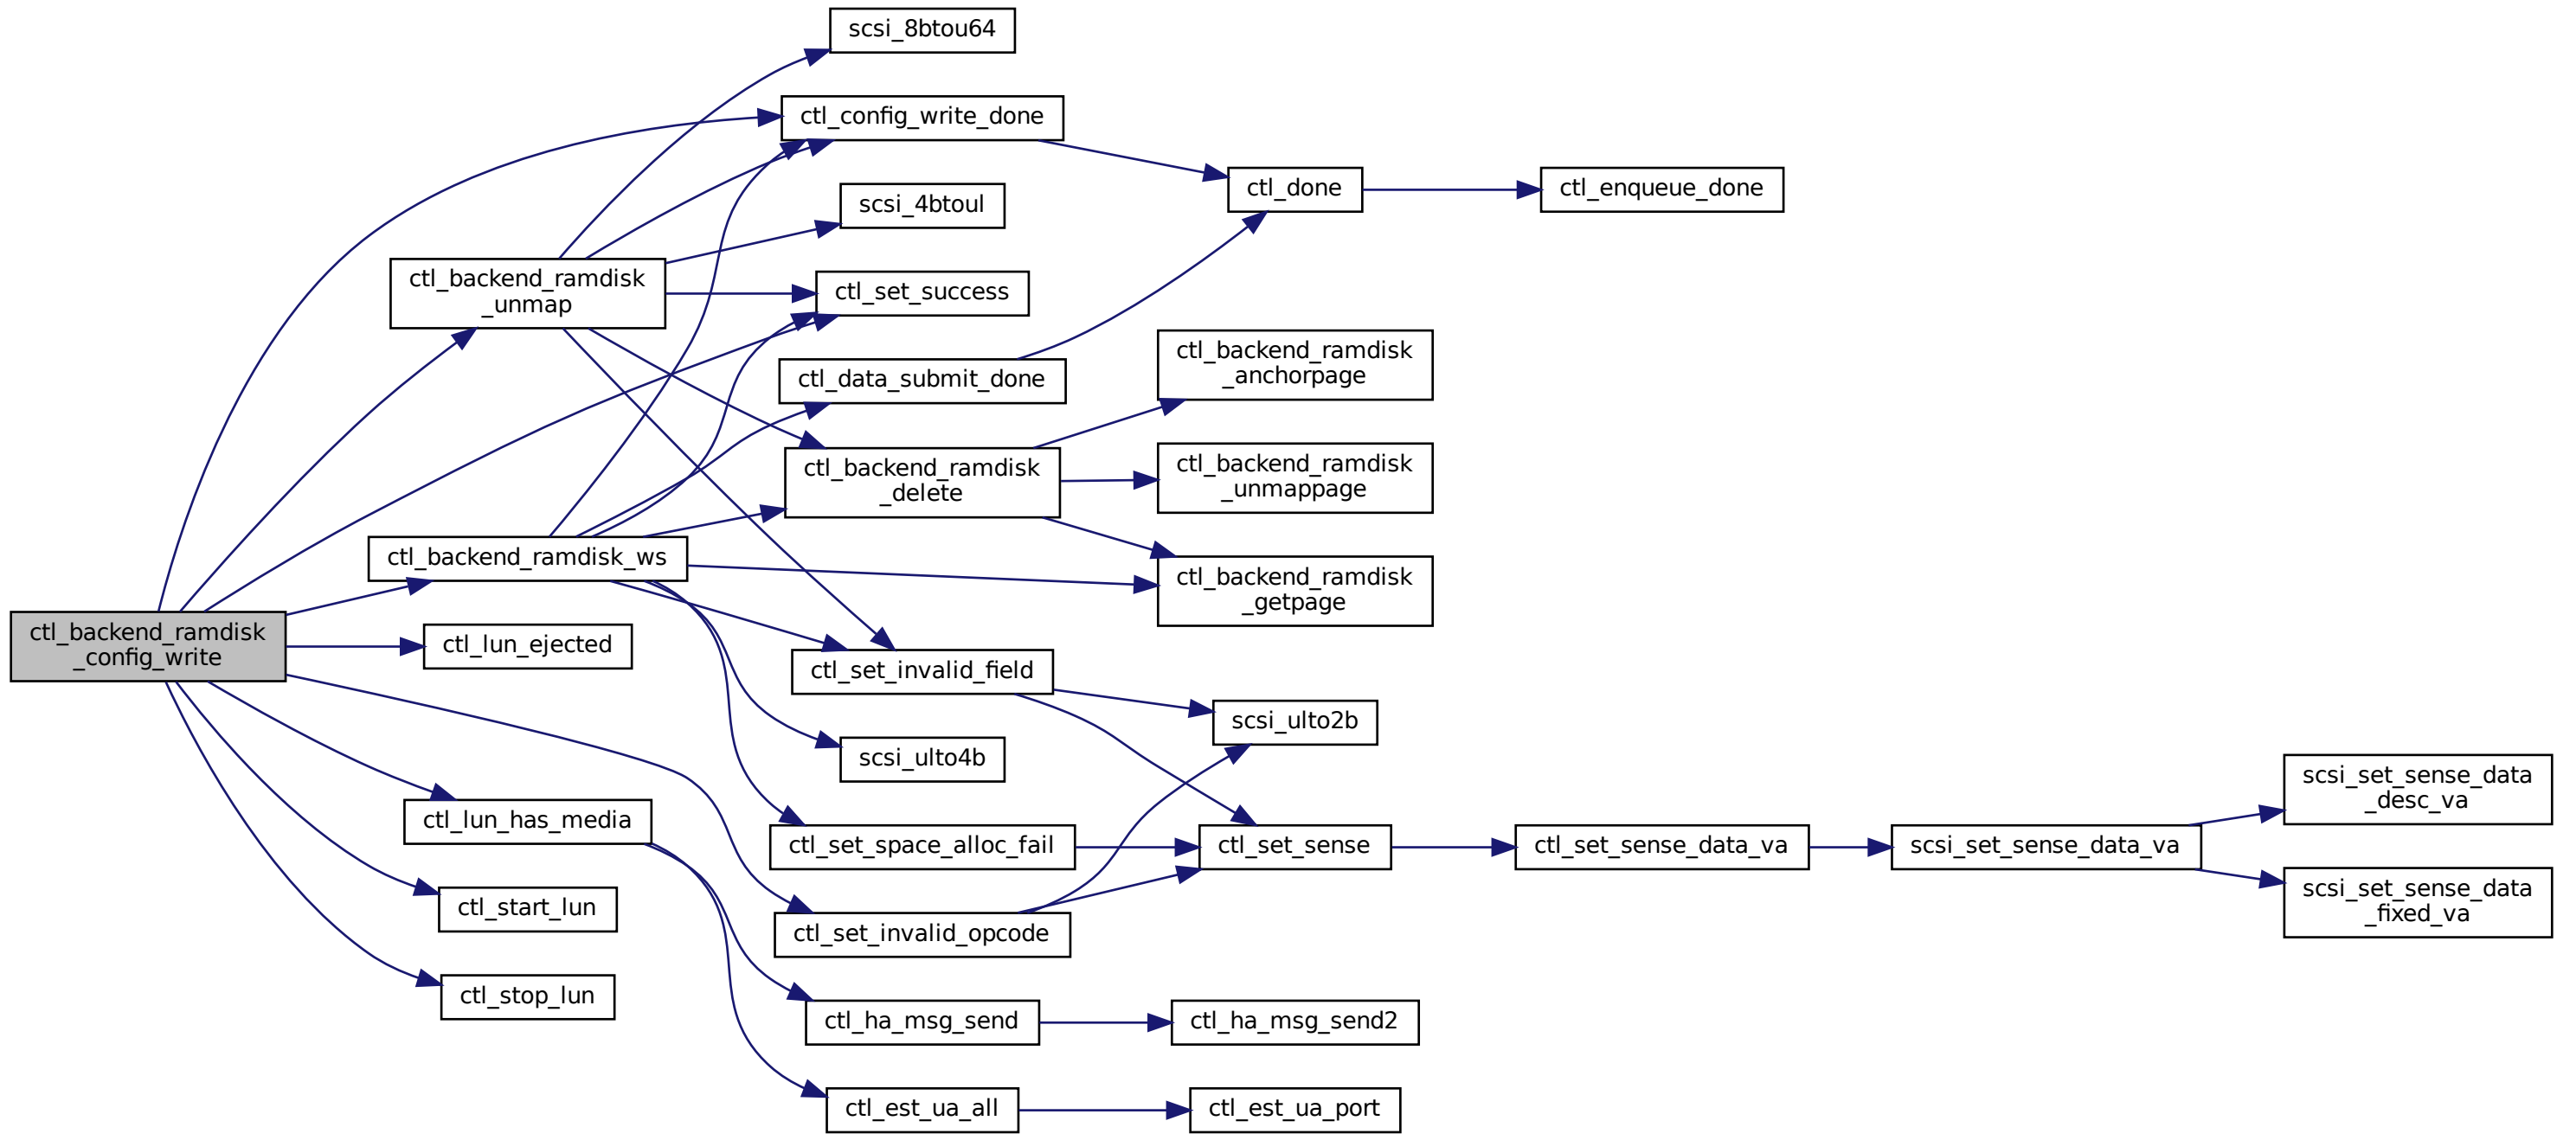 scsi_8btou64
ctl_config_write_done
ctl_done
ctl_enqueue_done
scsi_4btoul
ctl_backend_ramdisk
_unmap
ctl_set_success
ctl_backend_ramdisk
_anchorpage
ctl_data_submit_done
ctl_backend_ramdisk
_delete
ctl_backend_ramdisk
_unmappage
ctl_backend_ramdisk_ws
ctl_backend_ramdisk
_getpage
ctl_backend_ramdisk
_config_write
ctl_lun_ejected
ctl_set_invalid_field
scsi_ulto2b
scsi_ulto4b
ctl_lun_has_media
ctl_set_space_alloc_fail
ctl_set_sense
ctl_set_sense_data_va
scsi_set_sense_data_va
scsi_set_sense_data
_desc_va
scsi_set_sense_data
_fixed_va
ctl_start_lun
ctl_set_invalid_opcode
ctl_stop_lun
ctl_ha_msg_send
ctl_ha_msg_send2
ctl_est_ua_all
ctl_est_ua_port